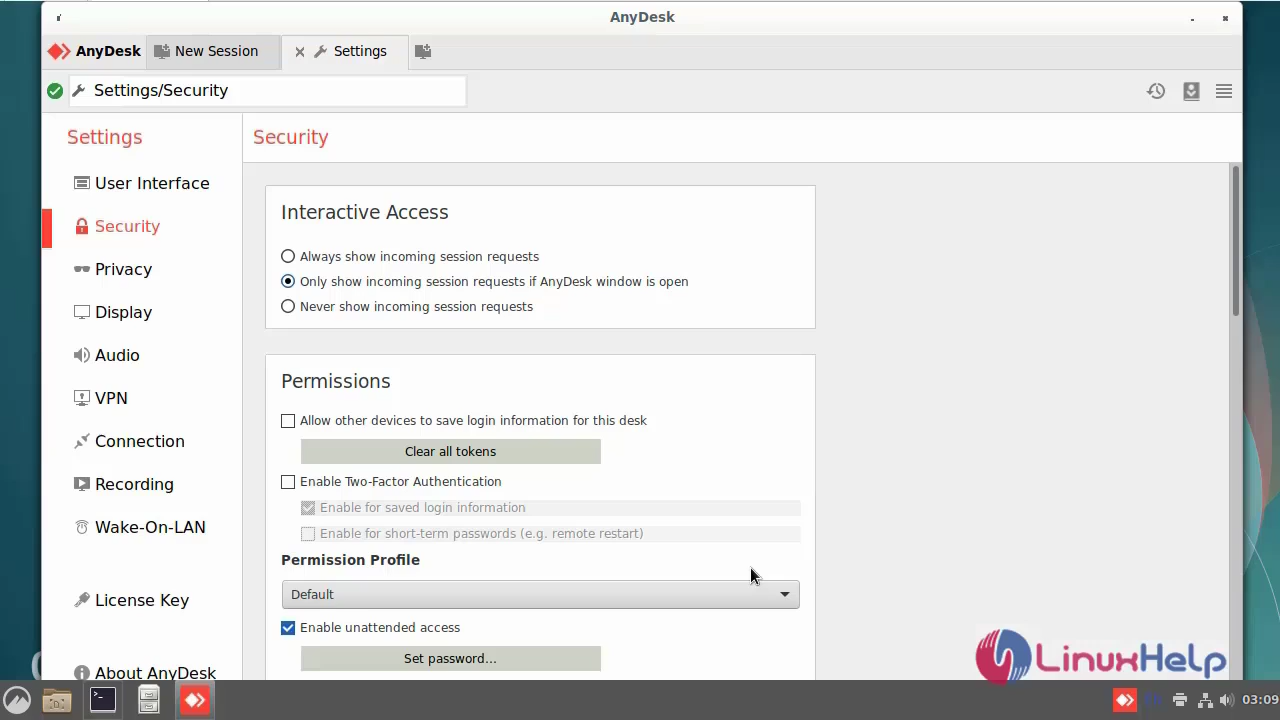 AnyDesk
AnyDesk
New Session
Settings
Settings/Security
Settings
Security
User Interface
Security
Privacy
Display
Audio
VPN
Connection
Recording
Wake-On-LAN
License Key
About AnyDesk
Interactive Access
Always show incoming session requests
Only show incoming session requests if AnyDesk window is open
Never show incoming session requests
Permissions
Allow other devices to save login information for this desk
Clear all tokens
Enable Two-Factor Authentication
Enable for saved login information
Enable for short-term passwords (e.g. remote restart)
Permission Profile
Default
Enable unattended access
Set password...
LinuxHelp
03:09